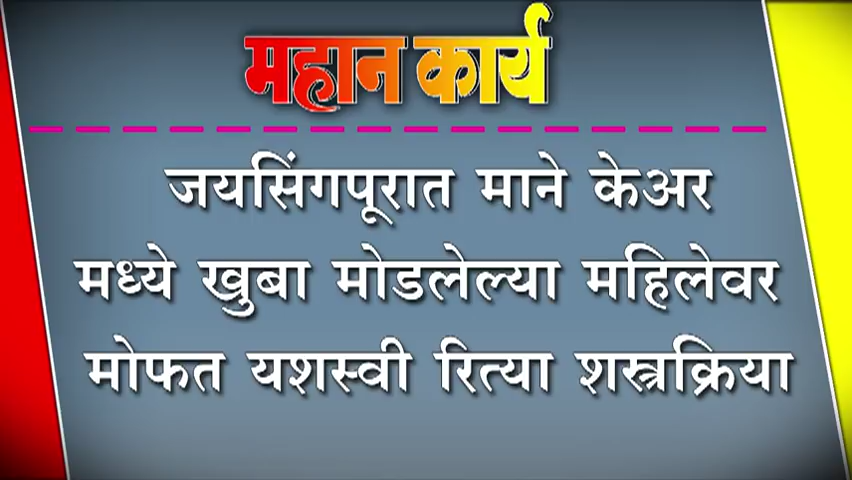 महान कार्य
जयसिंगपूरात माने केअर
मध्ये खुबा मोडलेल्या महिलेवर
मोफत यशस्वी रित्या शस्त्रक्रिया